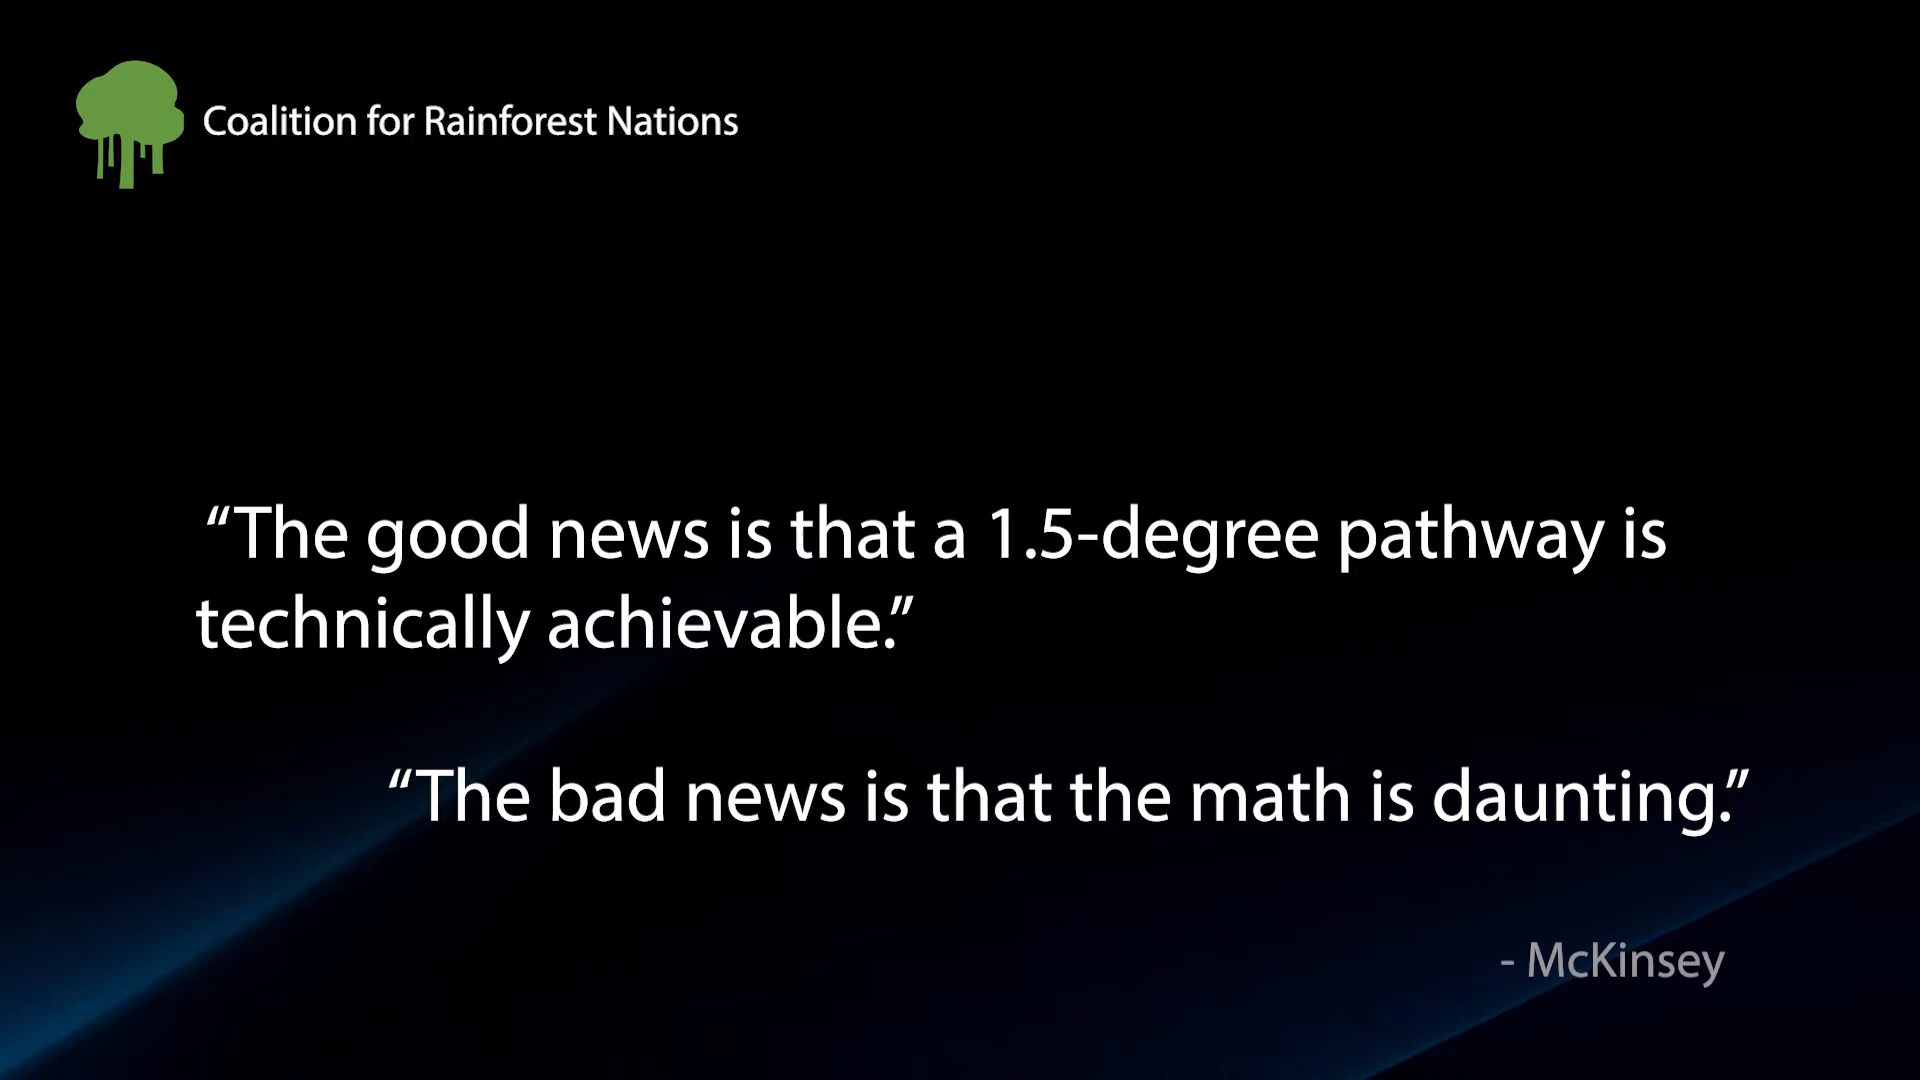 Coalition for Rainforest Nations
“The good news is that a 1.5-degree pathway is
technically achievable.”
“The bad news is that the math is daunting.”
- McKinsey